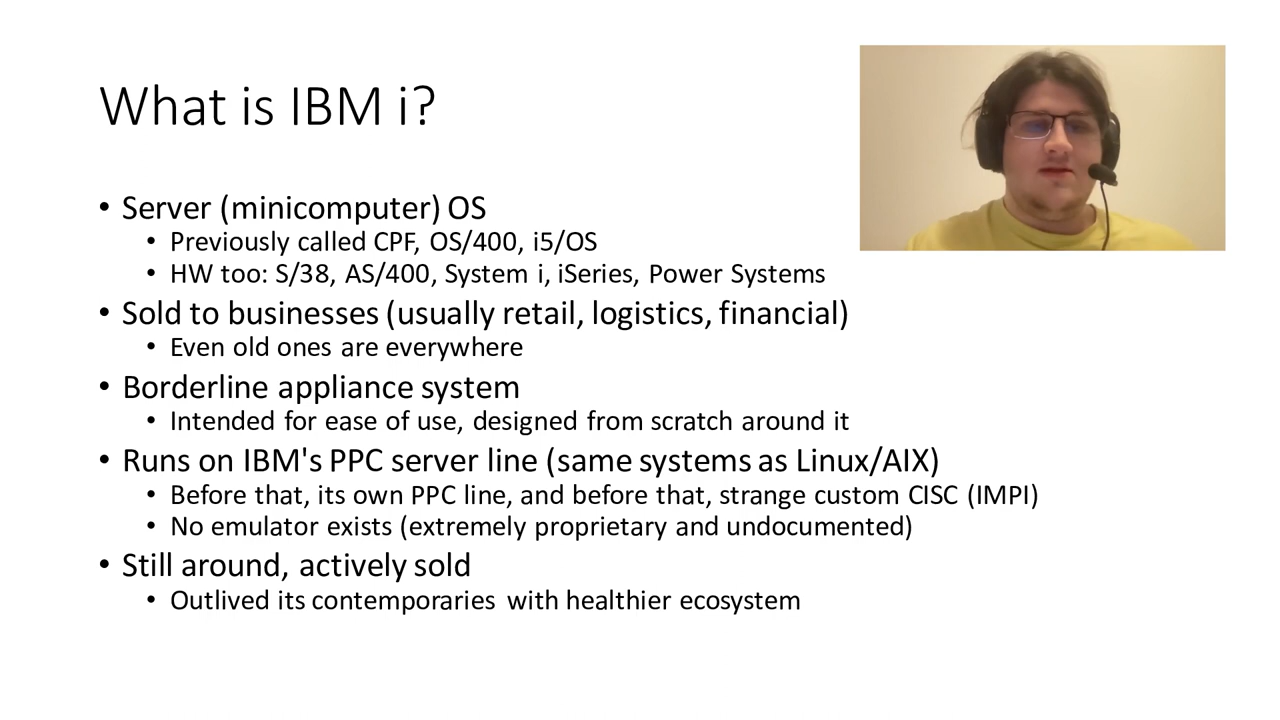 What is IBM i?
• Server (minicomputer) OS
• Previously called CPF, OS/400, i5/OS
• HW too: S/38, AS/400, System i, iSeries, Power Systems
• Sold to businesses (usually retail, logistics, financial)
• Even old ones are everywhere
• Borderline appliance system
• Intended for ease of use, designed from scratch around it
• Runs on IBM's PPC server line (same systems as Linux/AIX)
• Before that, its own PPC line, and before that, strange custom CISC (IMPI)
• No emulator exists (extremely proprietary and undocumented)
• Still around, actively sold
• Outlived its contemporaries with healthier ecosystem